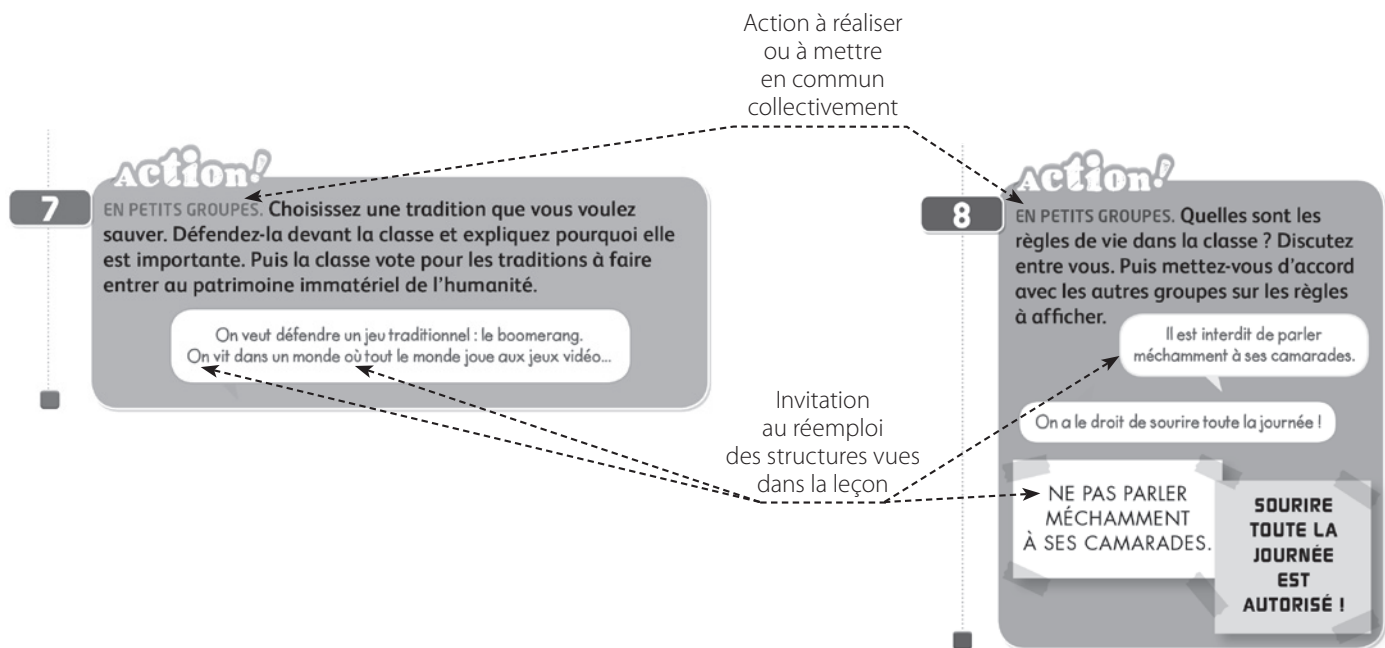 Action à réaliser
ou à mettre
en commun
collectivement
Action!
7
EN PETITS GROUPES. Choisissez une tradition que vous voulez
sauver. Défendez-la devant la classe et expliquez pourquoi elle
est importante. Puis la classe vote pour les traditions à faire
entrer au patrimoine immatériel de l'humanité.
On veut défendre un jeu traditionnel : le boomerang.
On vit dans un monde où tout le monde joue aux jeux vidéo...
Invitation
au réemploi
des structures vues
dans la leçon
Action!
8
EN PETITS GROUPES. Quelles sont les
règles de vie dans la classe ? Discutez
entre vous. Puis mettez-vous d'accord
avec les autres groupes sur les règles
à afficher.
Il est interdit de parler
méchamment à ses camarades.
On a le droit de sourire toute la journée !
NE PAS PARLER
MÉCHAMMENT
À SES CAMARADES.
SOURIRE
TOUTE LA
JOURNÉE
EST
AUTORISÉ !